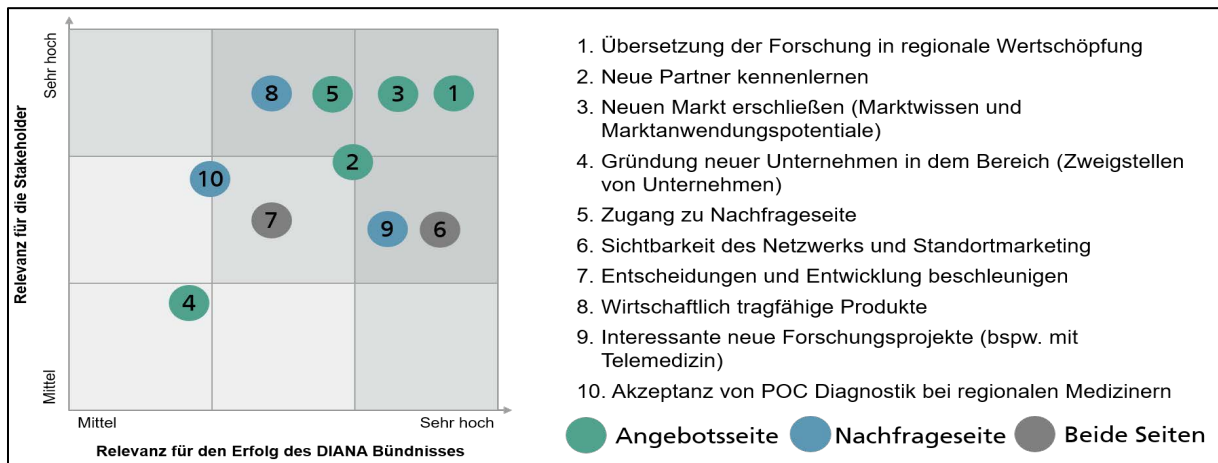 Sehr hoch
Relevanz für die Stakeholder
Mittel
8
5
3
1
2
10
7
9
6
4
Mittel
Sehr hoch
Relevanz für den Erfolg des DIANA Bündnisses
1. Übersetzung der Forschung in regionale Wertschöpfung
2. Neue Partner kennenlernen
3. Neuen Markt erschließen (Marktwissen und
Marktanwendungspotentiale)
4. Gründung neuer Unternehmen in dem Bereich (Zweigstellen
von Unternehmen)
5. Zugang zu Nachfrageseite
6. Sichtbarkeit des Netzwerks und Standortmarketing
7. Entscheidungen und Entwicklung beschleunigen
8. Wirtschaftlich tragfähige Produkte
9. Interessante neue Forschungsprojekte (bspw. mit
Telemedizin)
10. Akzeptanz von POC Diagnostik bei regionalen Medizinern
Angebotsseite
Nachfrageseite
Beide Seiten